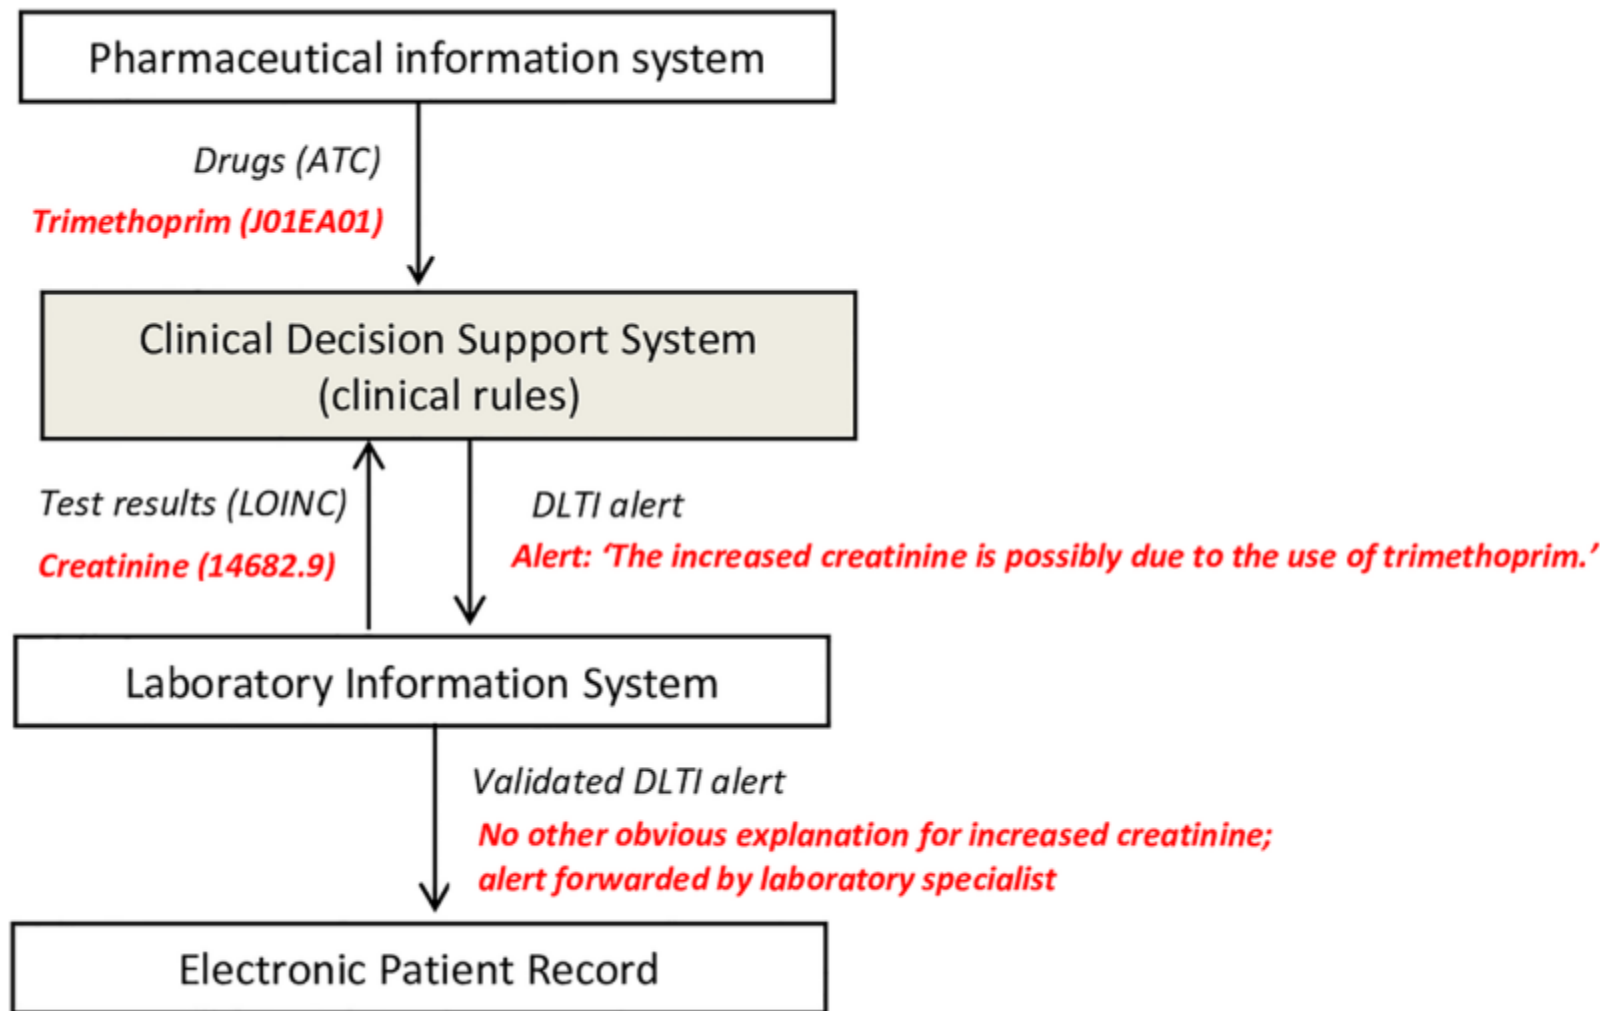 Pharmaceutical information system
Drugs (ATC)
Trimethoprim (J01EA01)
Clinical Decision Support System
(clinical rules)
Test results (LOINC)
Creatinine (14682.9)
DLTI alert
Alert: ‘The increased creatinine is possibly due to the use of trimethoprim.’
Laboratory Information System
Validated DLTI alert
No other obvious explanation for increased creatinine;
alert forwarded by laboratory specialist
Electronic Patient Record